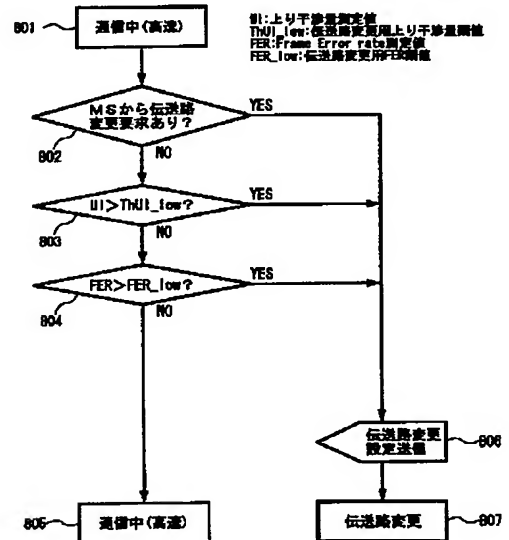 801
通信中(高速)
UI:上り干渉量測定値
ThUI_low:伝送路変更用上り干渉量閾値
FER:Frame Error rate測定値
FER_low:伝送路変更用FER閾値
MSから伝送路
変更要求あり?
YES
802
NO
UI>ThUI_low?
YES
803
NO
FER>FER_low?
YES
804
NO
伝送路変更
設定送信
806
805
通信中(高速)
伝送路変更
807